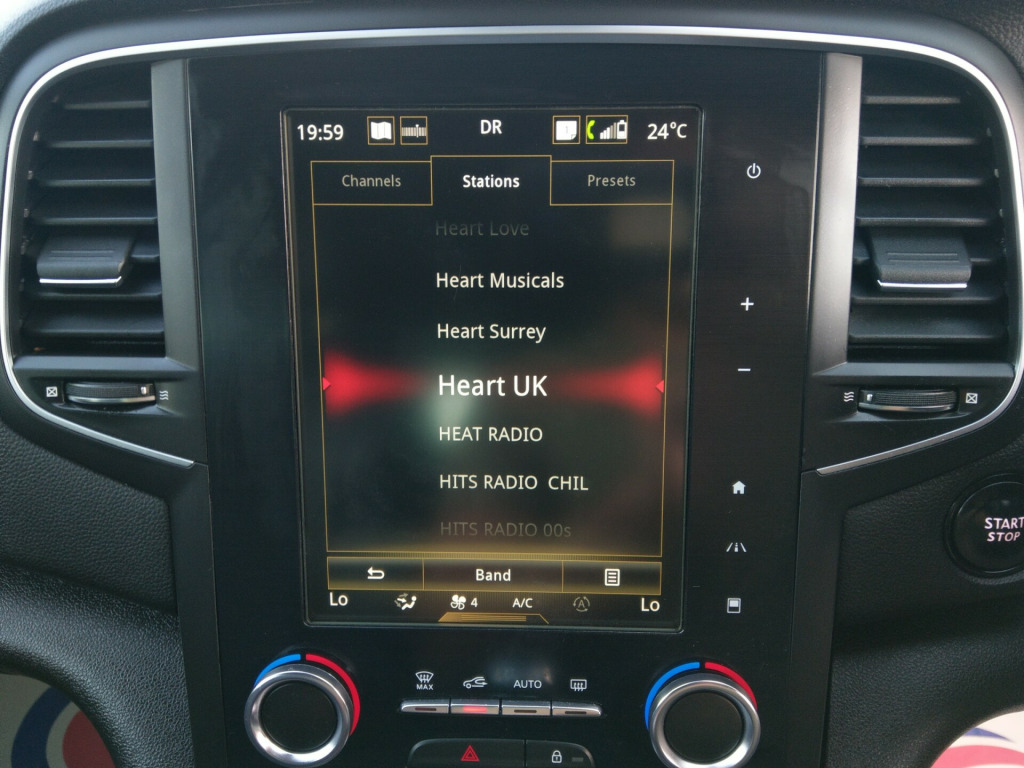 19:59 DR 24°C
Channels Stations Presets
Heart Love
Heart Musicals
Heart Surrey
Heart UK
HEAT RADIO
HITS RADIO CHIL
HITS RADIO 00s
Band
Lo 4 A/C A Lo
START
STOP
MAX AUTO